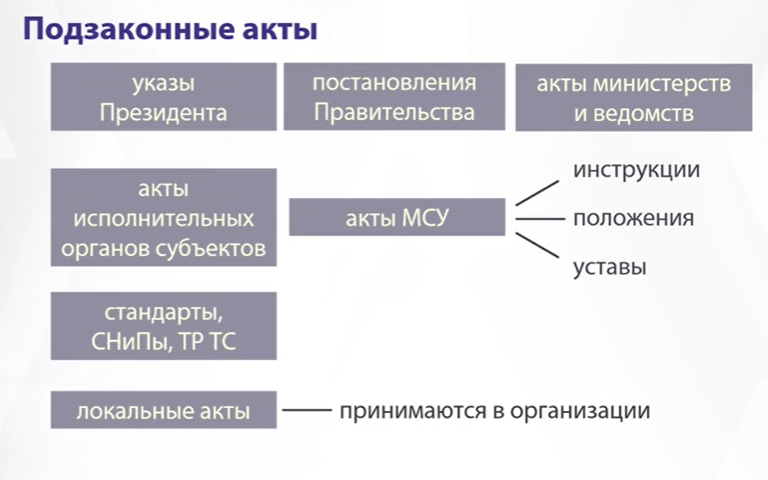 Подзаконные акты
указы
Президента
постановления
Правительства
акты министерств
и ведомств
акты
исполнительных
органов субъектов
акты МСУ
инструкции
положения
уставы
стандарты,
СНиПы, ТР ТС
локальные акты
принимаются в организации